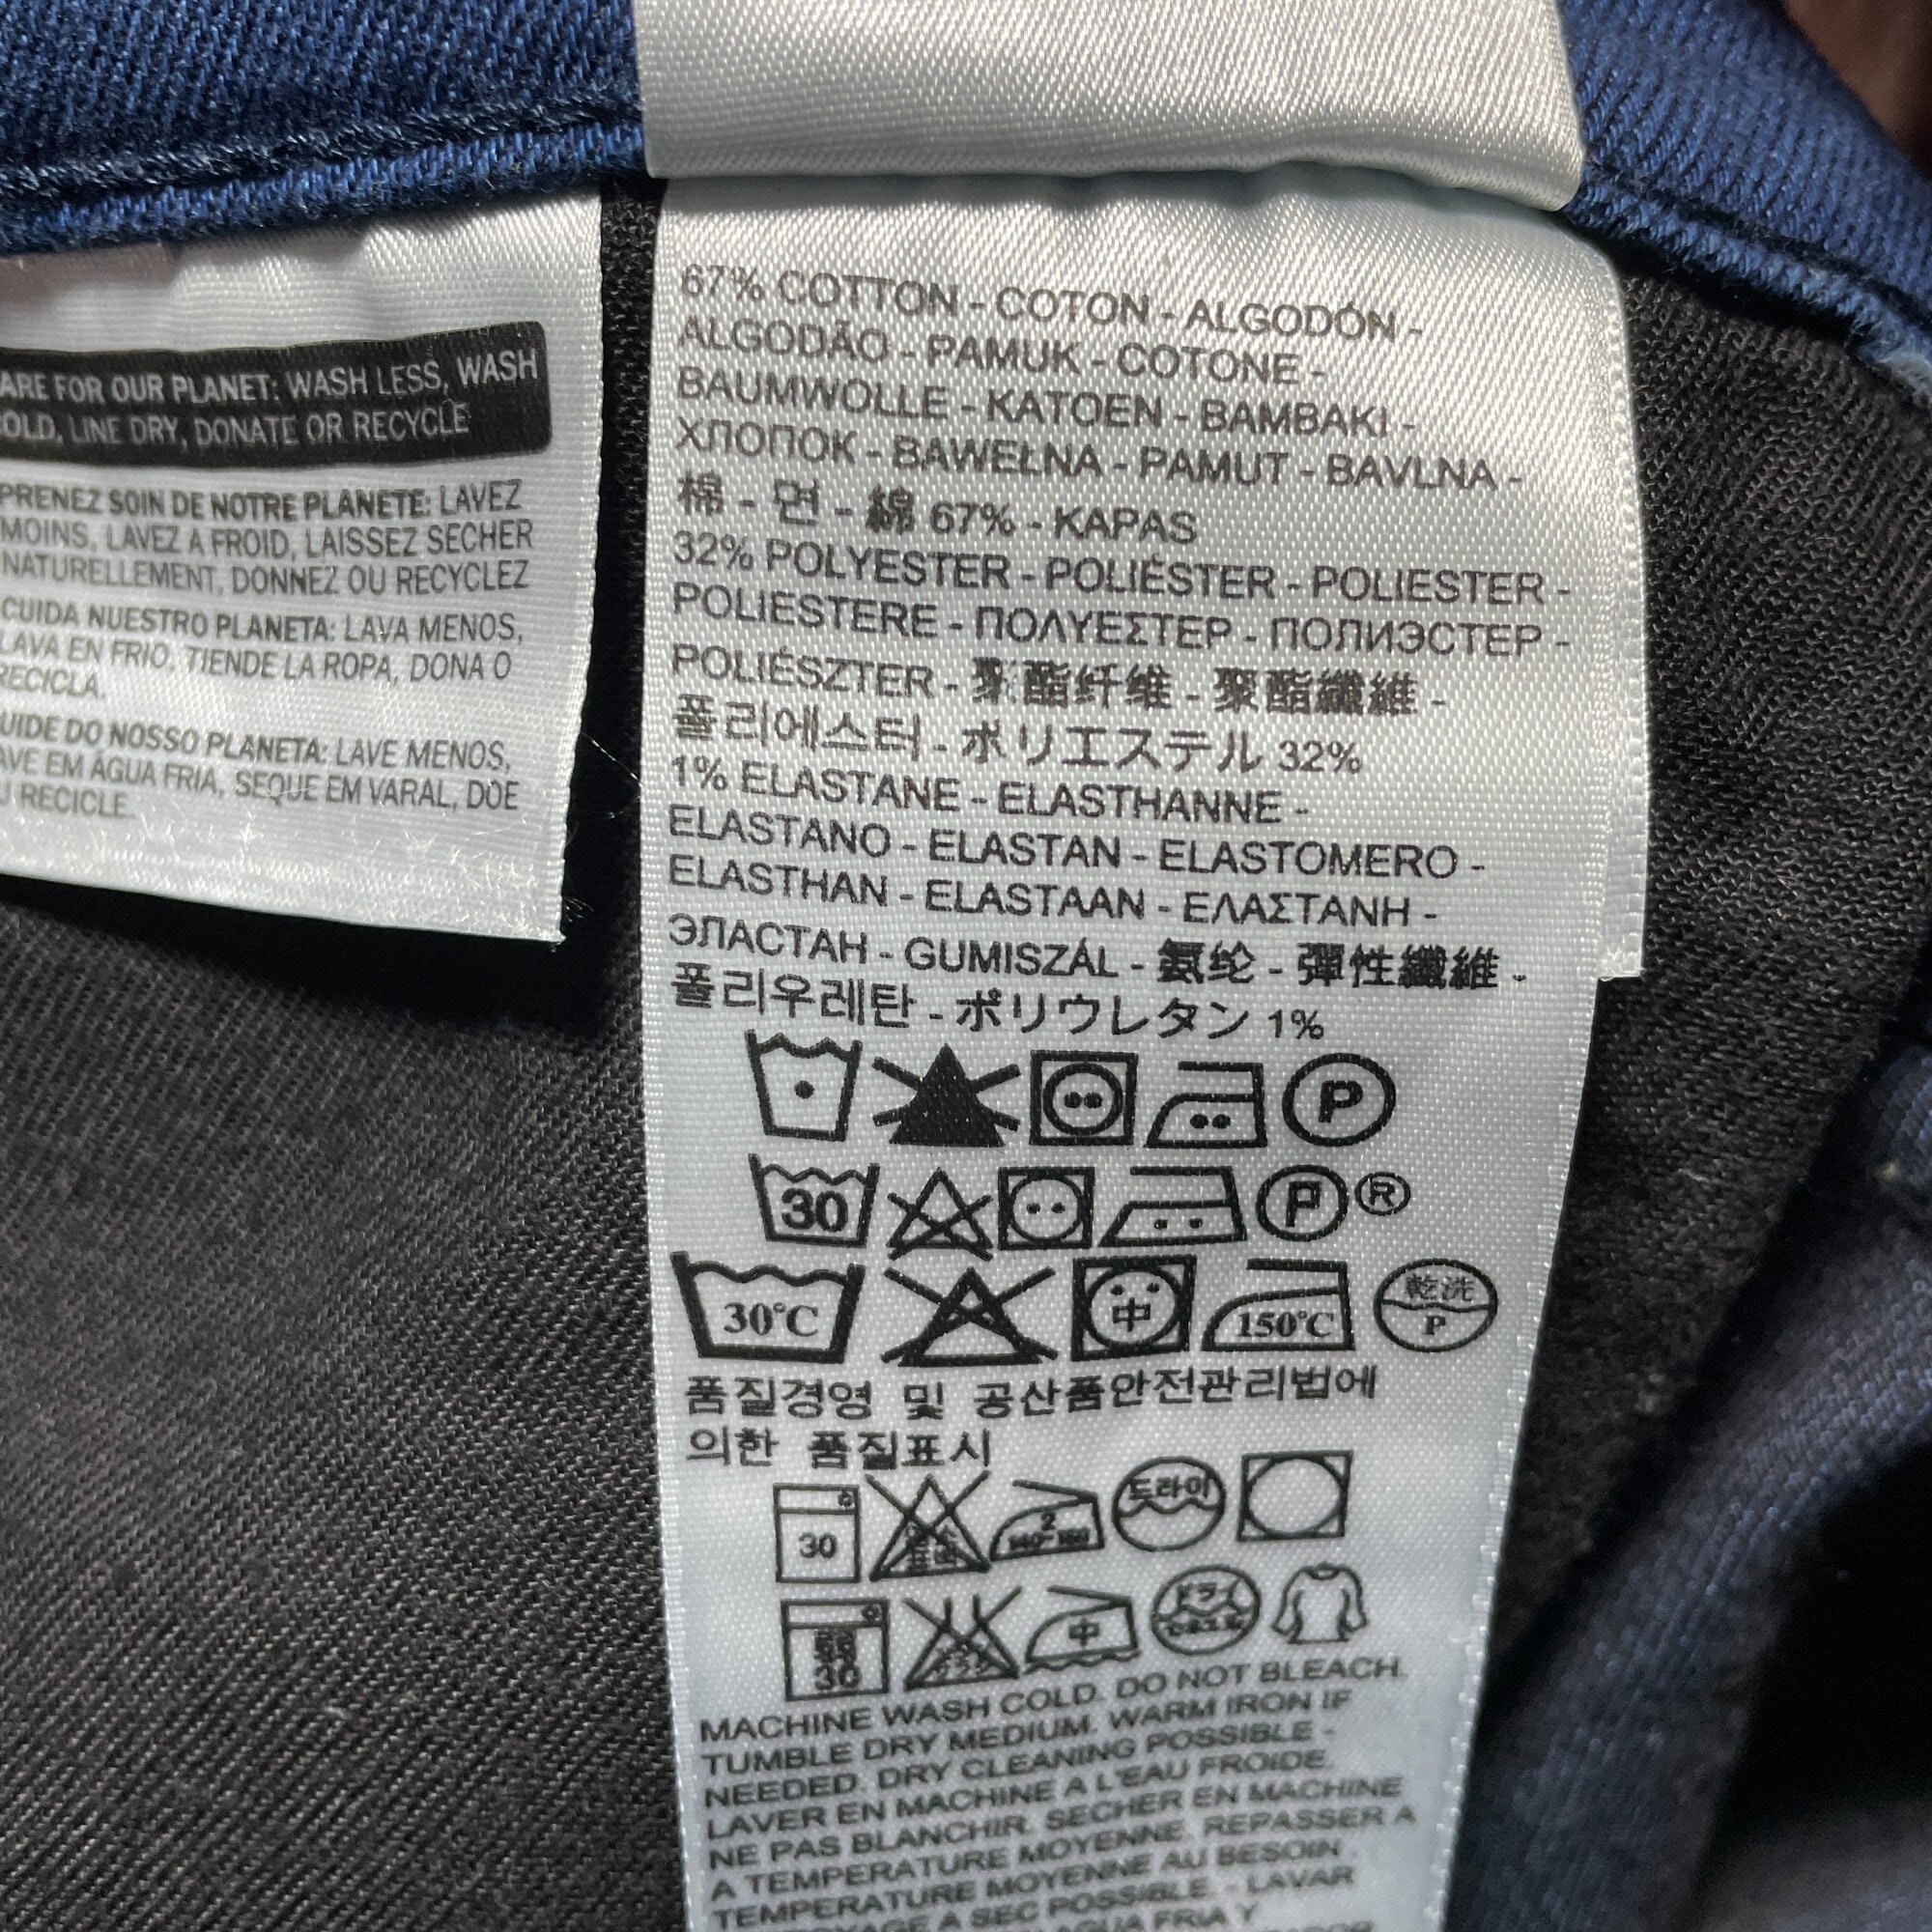 ARE FOR OUR PLANET: WASH LESS, WASH
OLD, LINE DRY, DONATE OR RECYCLE
PRENEZ SOIN DE NOTRE PLANETE: LAVEZ
MOINS, LAVEZ A FROID, LAISSEZ SECHER
NATURELLEMENT, DONNEZ OU RECYCLEZ
CUIDA NUESTRO PLANETA: LAVA MENOS,
LAVA EN FRIO, TIENDE LA ROPA, DONA O
RECICLA.
UIDE DO NOSSO PLANETA: LAVE MENOS,
AVE EM ÁGUA FRIA, SEQUE EM VARAL, DOE
U RECICLE.
67% COTTON - COTON - ALGODÓN -
ALGODÃO - PAMUK - COTONE -
BAUMWOLLE - KATOEN - BAMBAKI -
ХЛОПОК - BAWEŁNA - PAMUT - BAVLNA -
棉 - 면 - 綿 67% - KAPAS
32% POLYESTER - POLIÉSTER - POLIESTER -
POLIESTERE - ΠΟΛΥΕΣΤΕΡ - ПОЛИЭСТЕР -
POLIÉSZTER - 聚酯纤维 - 聚酯纖維 -
폴리에스터 - ポリエステル 32%
1% ELASTANE - ELASTHANNE -
ELASTANO - ELASTAN - ELASTOMERO -
ELASTHAN - ELASTAAN - ΕΛΑΣΤΑΝΗ -
ЭЛАСТАН - GUMISZÁL - 氨纶 - 彈性纖維 -
폴리우레탄 - ポリウレタン 1%
P
30 P ®
30°C 中 150°C 乾洗 P
품질경영 및 공산품안전관리법에
의한 품질표시
30 2 드라이
30 中 ドライ
MACHINE WASH COLD. DO NOT BLEACH.
TUMBLE DRY MEDIUM. WARM IRON IF
NEEDED. DRY CLEANING POSSIBLE -
LAVER EN MACHINE A L'EAU FROIDE.
NE PAS BLANCHIR. SECHER EN MACHINE
A TEMPERATURE MOYENNE. REPASSER A
TEMPERATURE MOYENNE AU BESOIN.
A SEC POSSIBLE. - LAVAR
AGUA FRIA Y